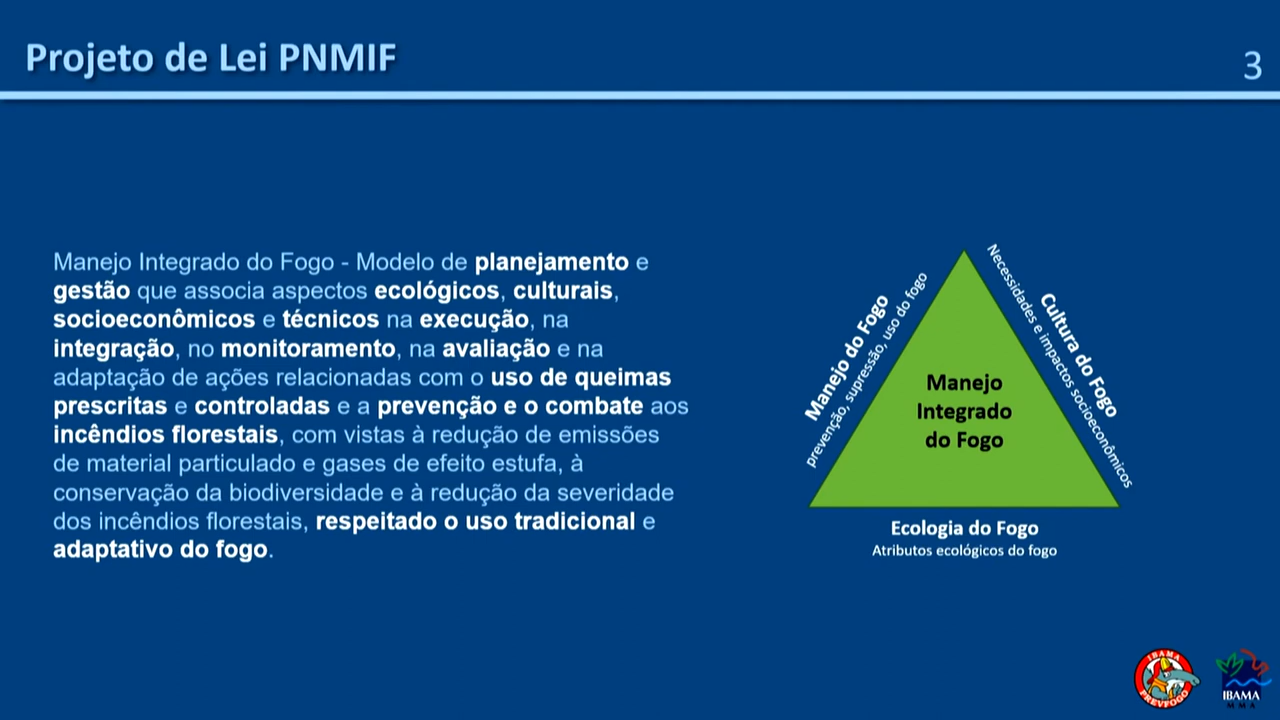 Projeto de Lei PNMIF
3
Manejo Integrado do Fogo - Modelo de planejamento e
gestão que associa aspectos ecológicos, culturais,
socioeconômicos e técnicos na execução, na
integração, no monitoramento, na avaliação e na
adaptação de ações relacionadas com o uso de queimas
prescritas e controladas e a prevenção e o combate aos
incêndios florestais, com vistas à redução de emissões
de material particulado e gases de efeito estufa, à
conservação da biodiversidade e à redução da severidade
dos incêndios florestais, respeitado o uso tradicional e
adaptativo do fogo.
Manejo do Fogo
prevenção, supressão, uso do fogo
Cultura do Fogo
Necessidades e impactos socioeconômicos
Manejo
Integrado
do Fogo
Ecologia do Fogo
Atributos ecológicos do fogo
IBAMA
PREVFOGO
IBAMA
MMA